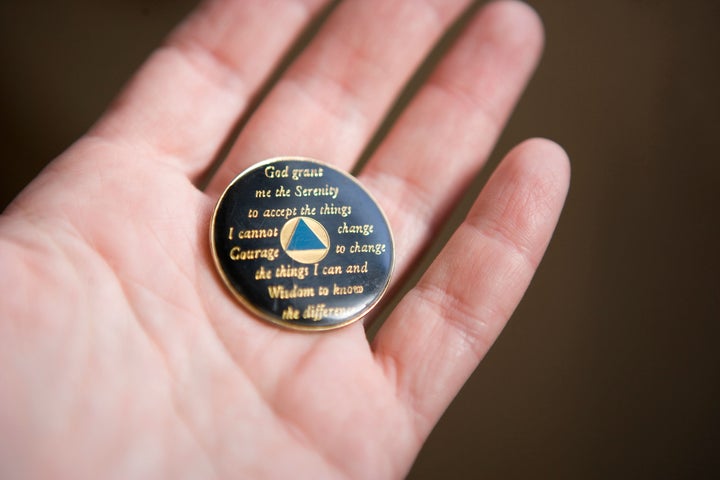 God grant
me the Serenity
to accept the things
I cannot change
Courage to change
the things I can and
Wisdom to know
the difference